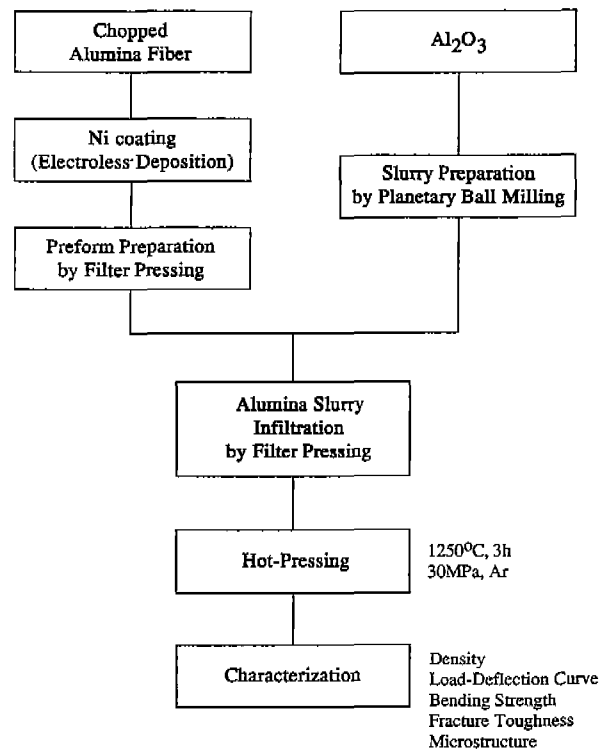 Chopped
Alumina Fiber
Al2O3
Ni coating
(Electroless Deposition)
Slurry Preparation
by Planetary Ball Milling
Preform Preparation
by Filter Pressing
Alumina Slurry
Infiltration
by Filter Pressing
Hot-Pressing
1250°C, 3h
30MPa, Ar
Characterization
Density
Load-Deflection Curve
Bending Strength
Fracture Toughness
Microstructure